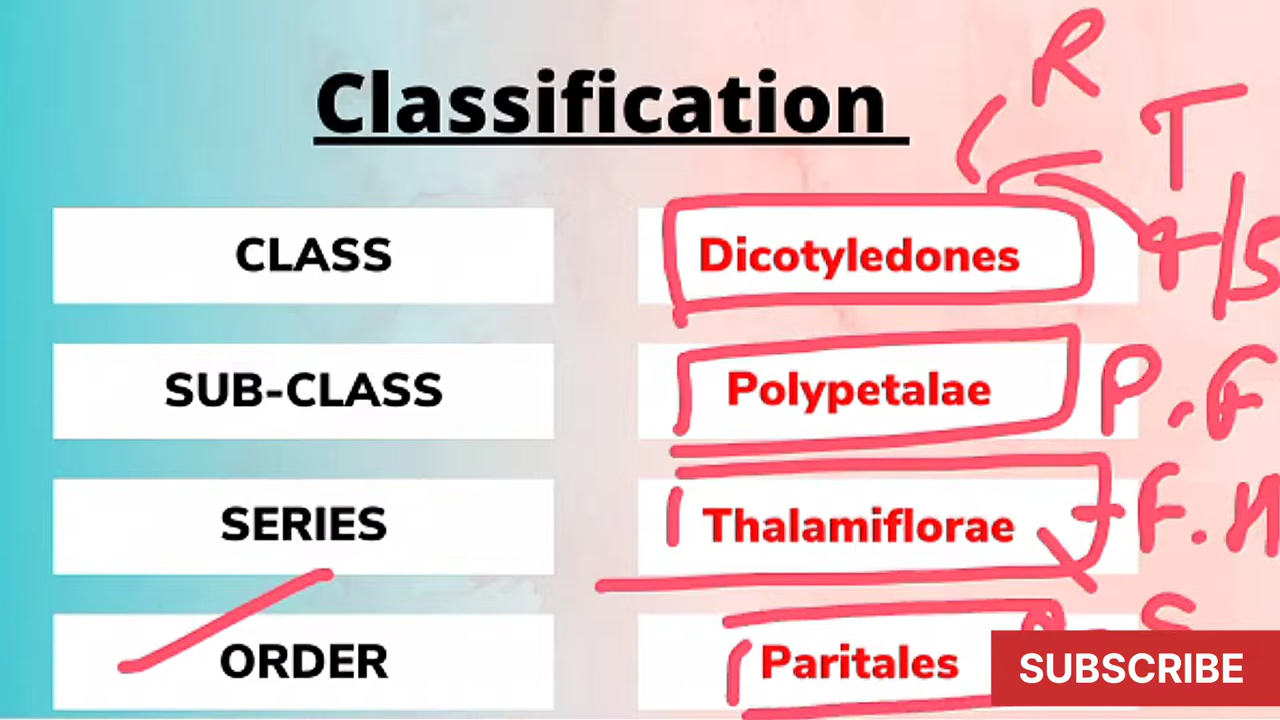 Classification
R
T
CLASS Dicotyledones
SUB-CLASS Polypetalae P.F
SERIES Thalamiflorae F.
ORDER Paritales SUBSCRIBE